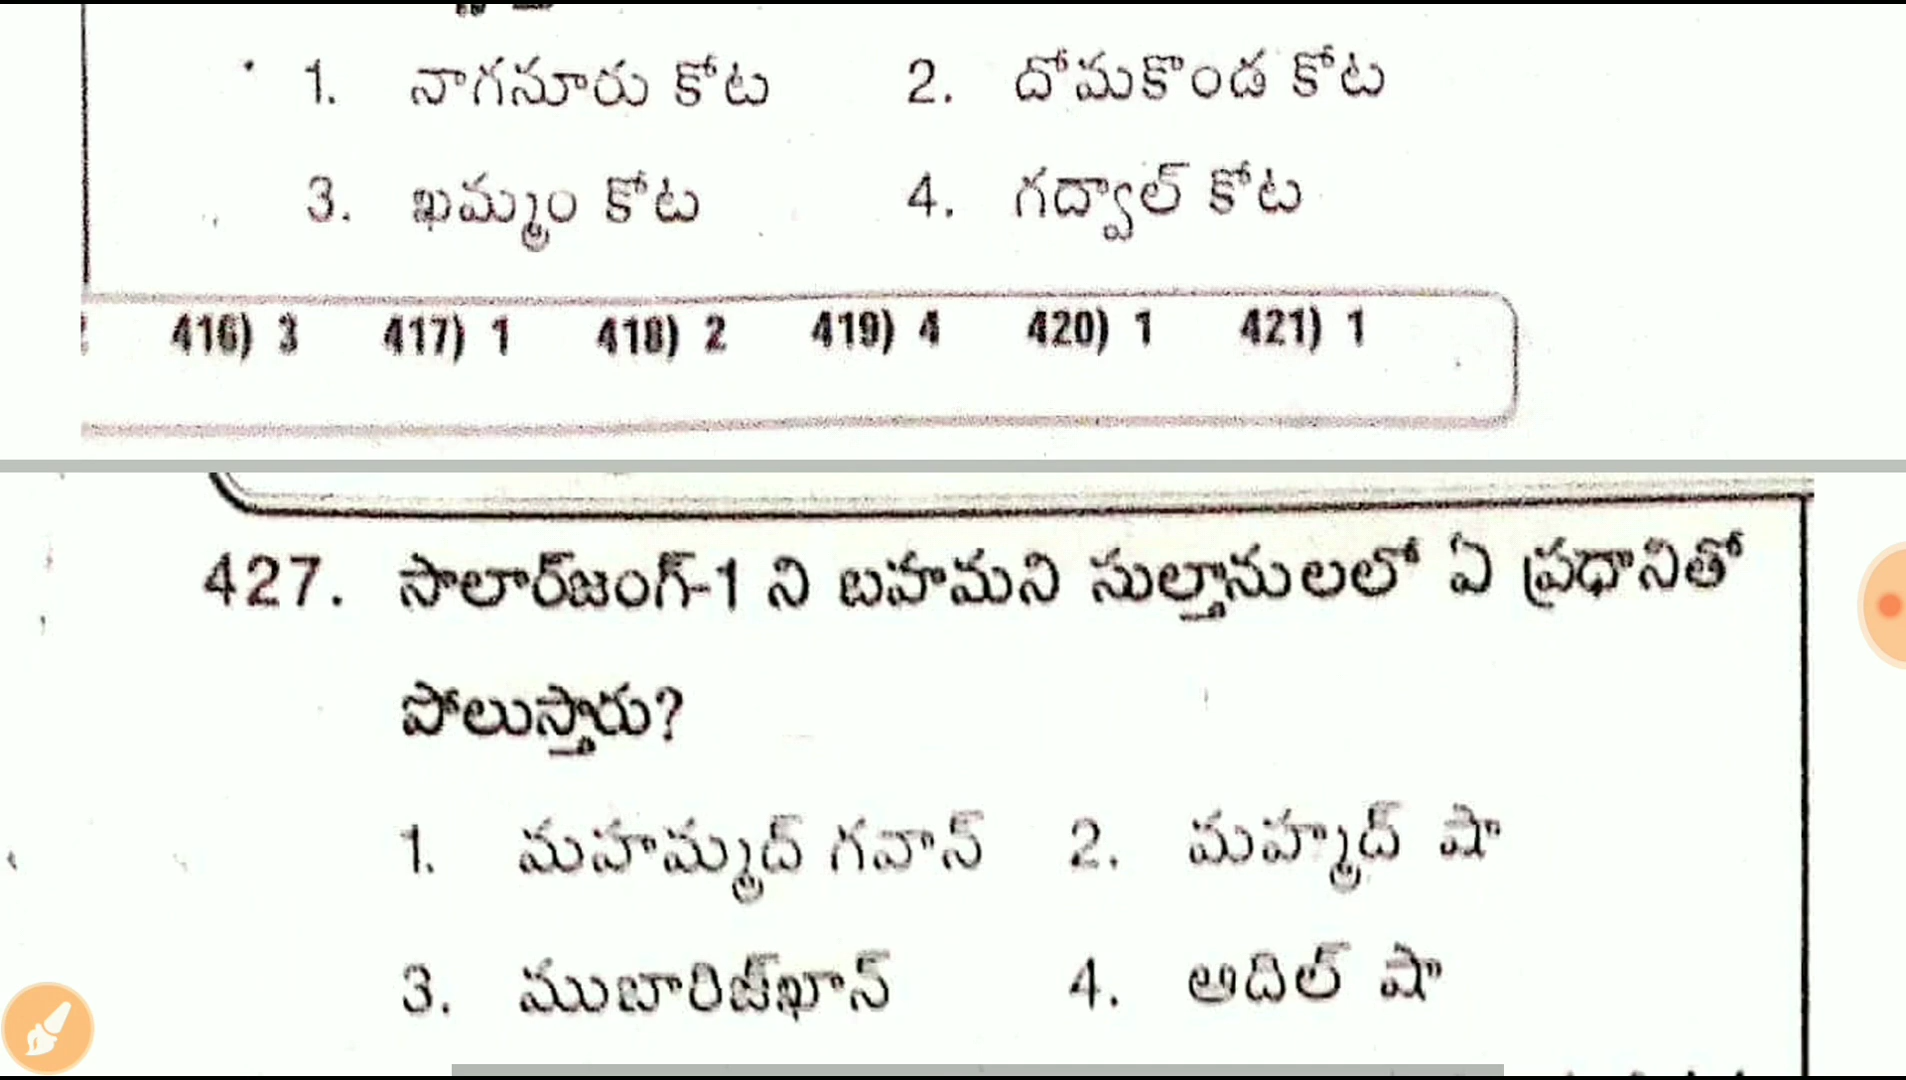 1. నాగనూరు కోట 2. దోమకొండ కోట
3. ఖమ్మం కోట 4. గద్వాల్ కోట
416) 3 417) 1 418) 2 419) 4 420) 1 421) 1
427. సాలార్‌జంగ్-1 ని బహమని సుల్తానులలో ఏ ప్రధానితో
పోలుస్తారు?
1. మహమ్మద్ గవాన్ 2. మహ్మద్ షా
3. ముబారిజ్‌ఖాన్ 4. ఆదిల్ షా